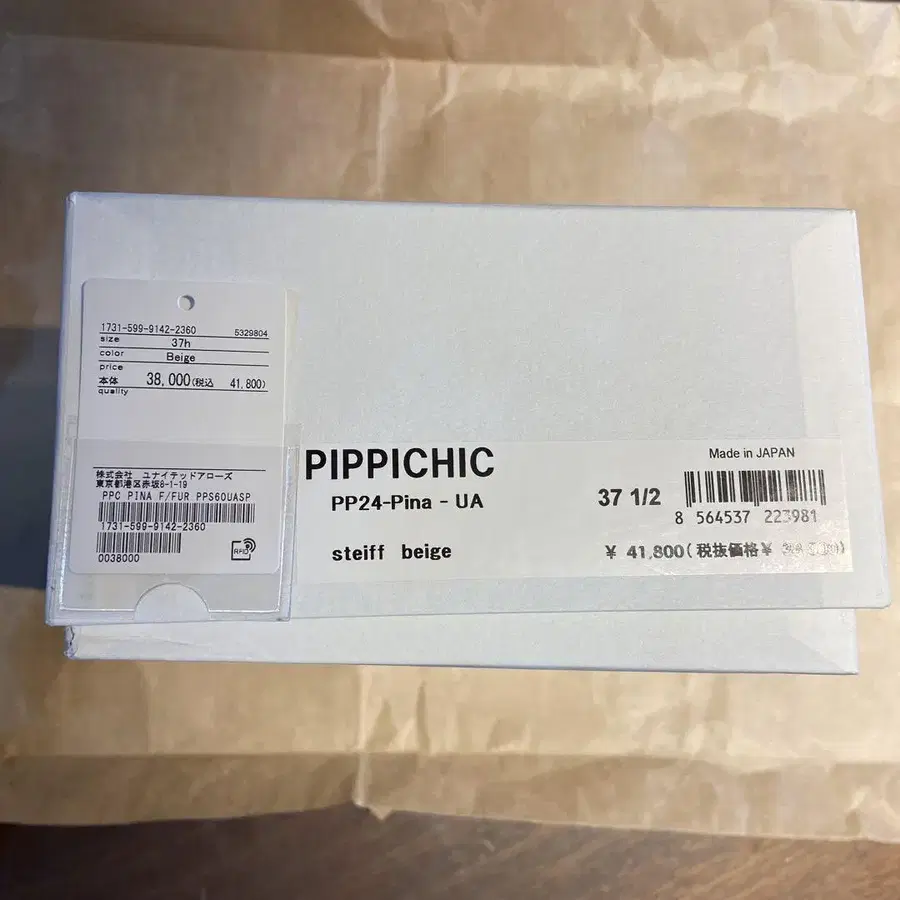 1731-599-9142-2360 5329804
size 37h
color Beige
price
本体 38,000(税込 41,800)
quality
株式会社 ユナイテッドアローズ
東京都港区赤坂8-1-19
PPC PINA F/FUR PPS60UASP
1731-599-9142-2360
0038000
RFID
PIPPICHIC
Made in JAPAN
PP24-Pina - UA
37 1/2
8 564537 223981
steiff beige
¥ 41,800(税抜価格¥